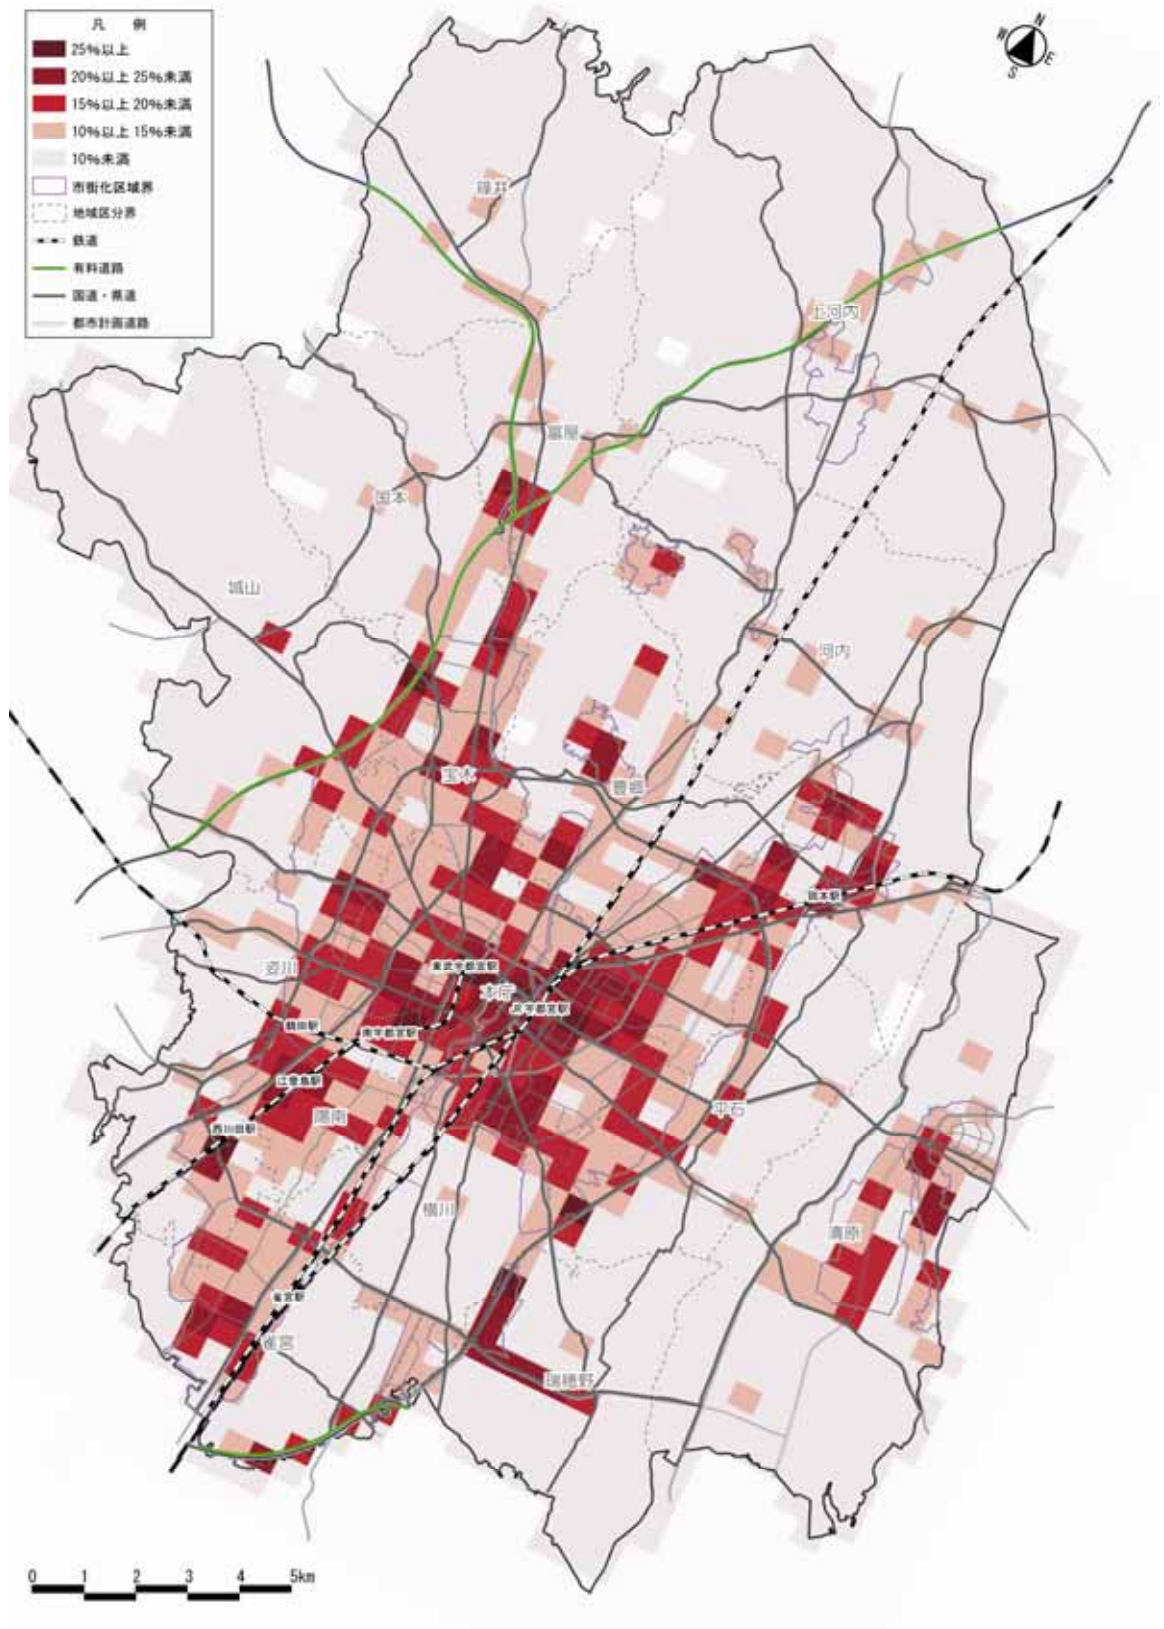 凡 例
25%以上
20%以上 25%未満
15%以上 20%未満
10%以上 15%未満
10%未満
市街化区域界
地域区分界
鉄道
有料道路
国道・県道
都市計画道路
N
W
E
S
篠井
上河内
富屋
国本
城山
河内
宝木
豊郷
岡本駅
姿川
東武宇都宮駅
本庁
JR宇都宮駅
鶴田駅
南宇都宮駅
江曽島駅
陽南
平石
西川田駅
横川
清原
雀宮駅
雀宮
瑞穂野
0 1 2 3 4 5km